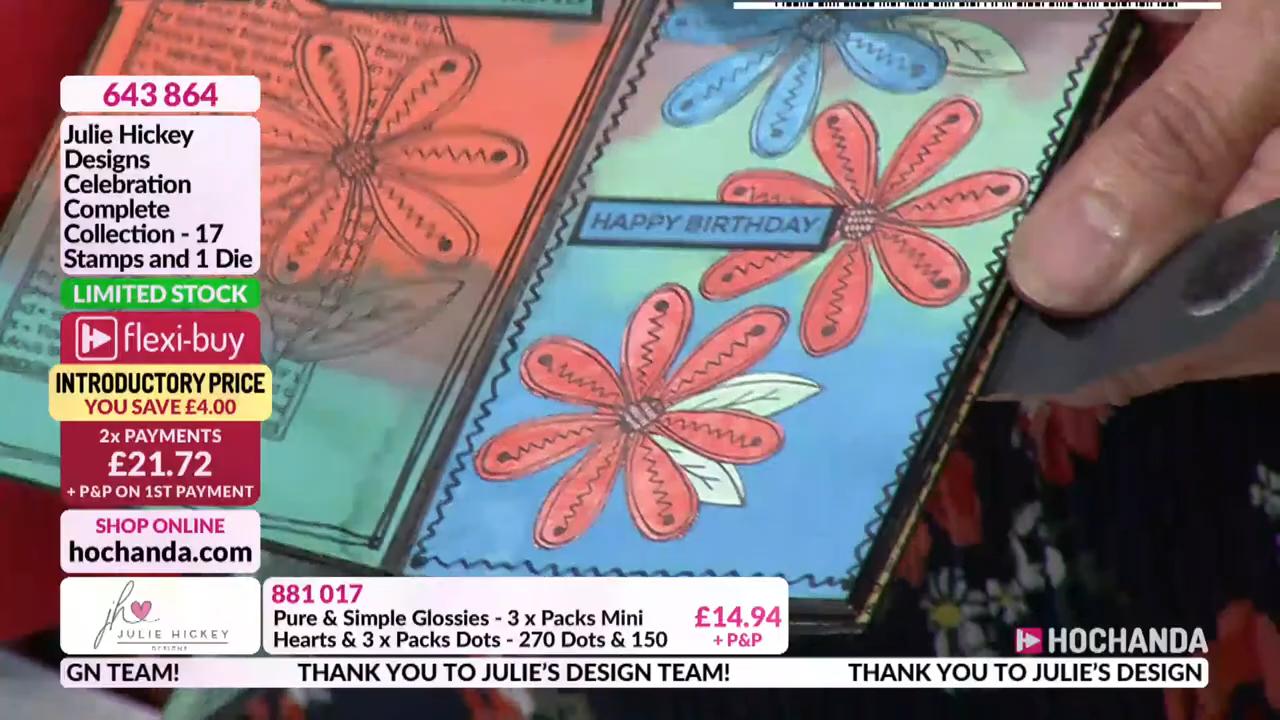 643 864
Julie Hickey
Designs
Celebration
Complete
Collection - 17
Stamps and 1 Die
LIMITED STOCK
flexi-buy
INTRODUCTORY PRICE
YOU SAVE £4.00
2x PAYMENTS
£21.72
+ P&P ON 1ST PAYMENT
SHOP ONLINE
hochanda.com
HAPPY BIRTHDAY
jh
JULIE HICKEY
DESIGNS
881 017
Pure & Simple Glossies - 3 x Packs Mini
Hearts & 3 x Packs Dots - 270 Dots & 150
£14.94
+ P&P
HOCHANDA
GN TEAM! THANK YOU TO JULIE'S DESIGN TEAM! THANK YOU TO JULIE'S DESIGN